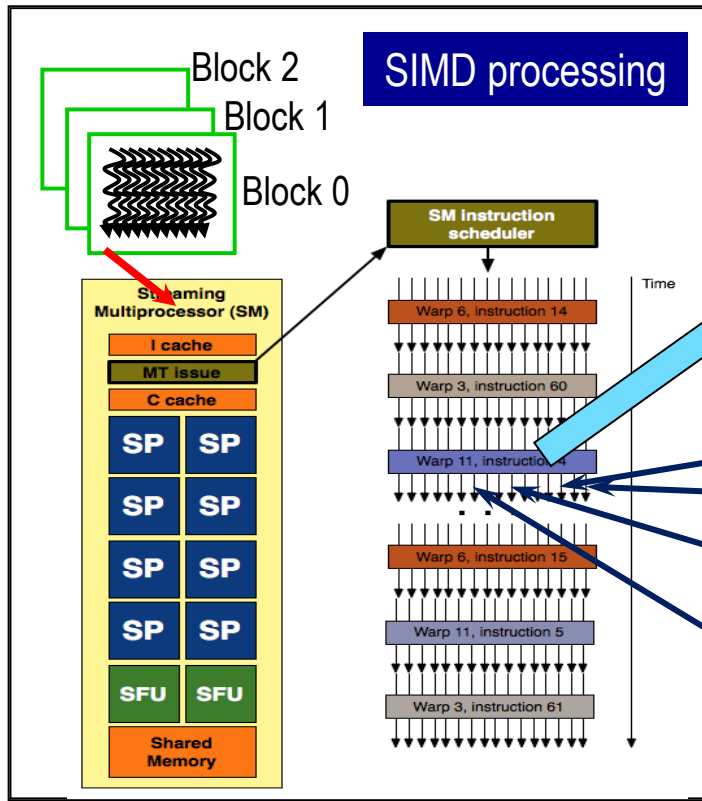 Block 2
SIMD processing
Block 1
Block 0
SM instruction
scheduler
Streaming
Multiprocessor (SM)
Time
Warp 6, instruction 14
I cache
MT issue
Warp 3, instruction 60
C cache
SP SP
Warp 11, instruction 4
SP SP
. . .
Warp 6, instruction 15
SP SP
SP SP
Warp 11, instruction 5
SFU SFU
Warp 3, instruction 61
Shared
Memory